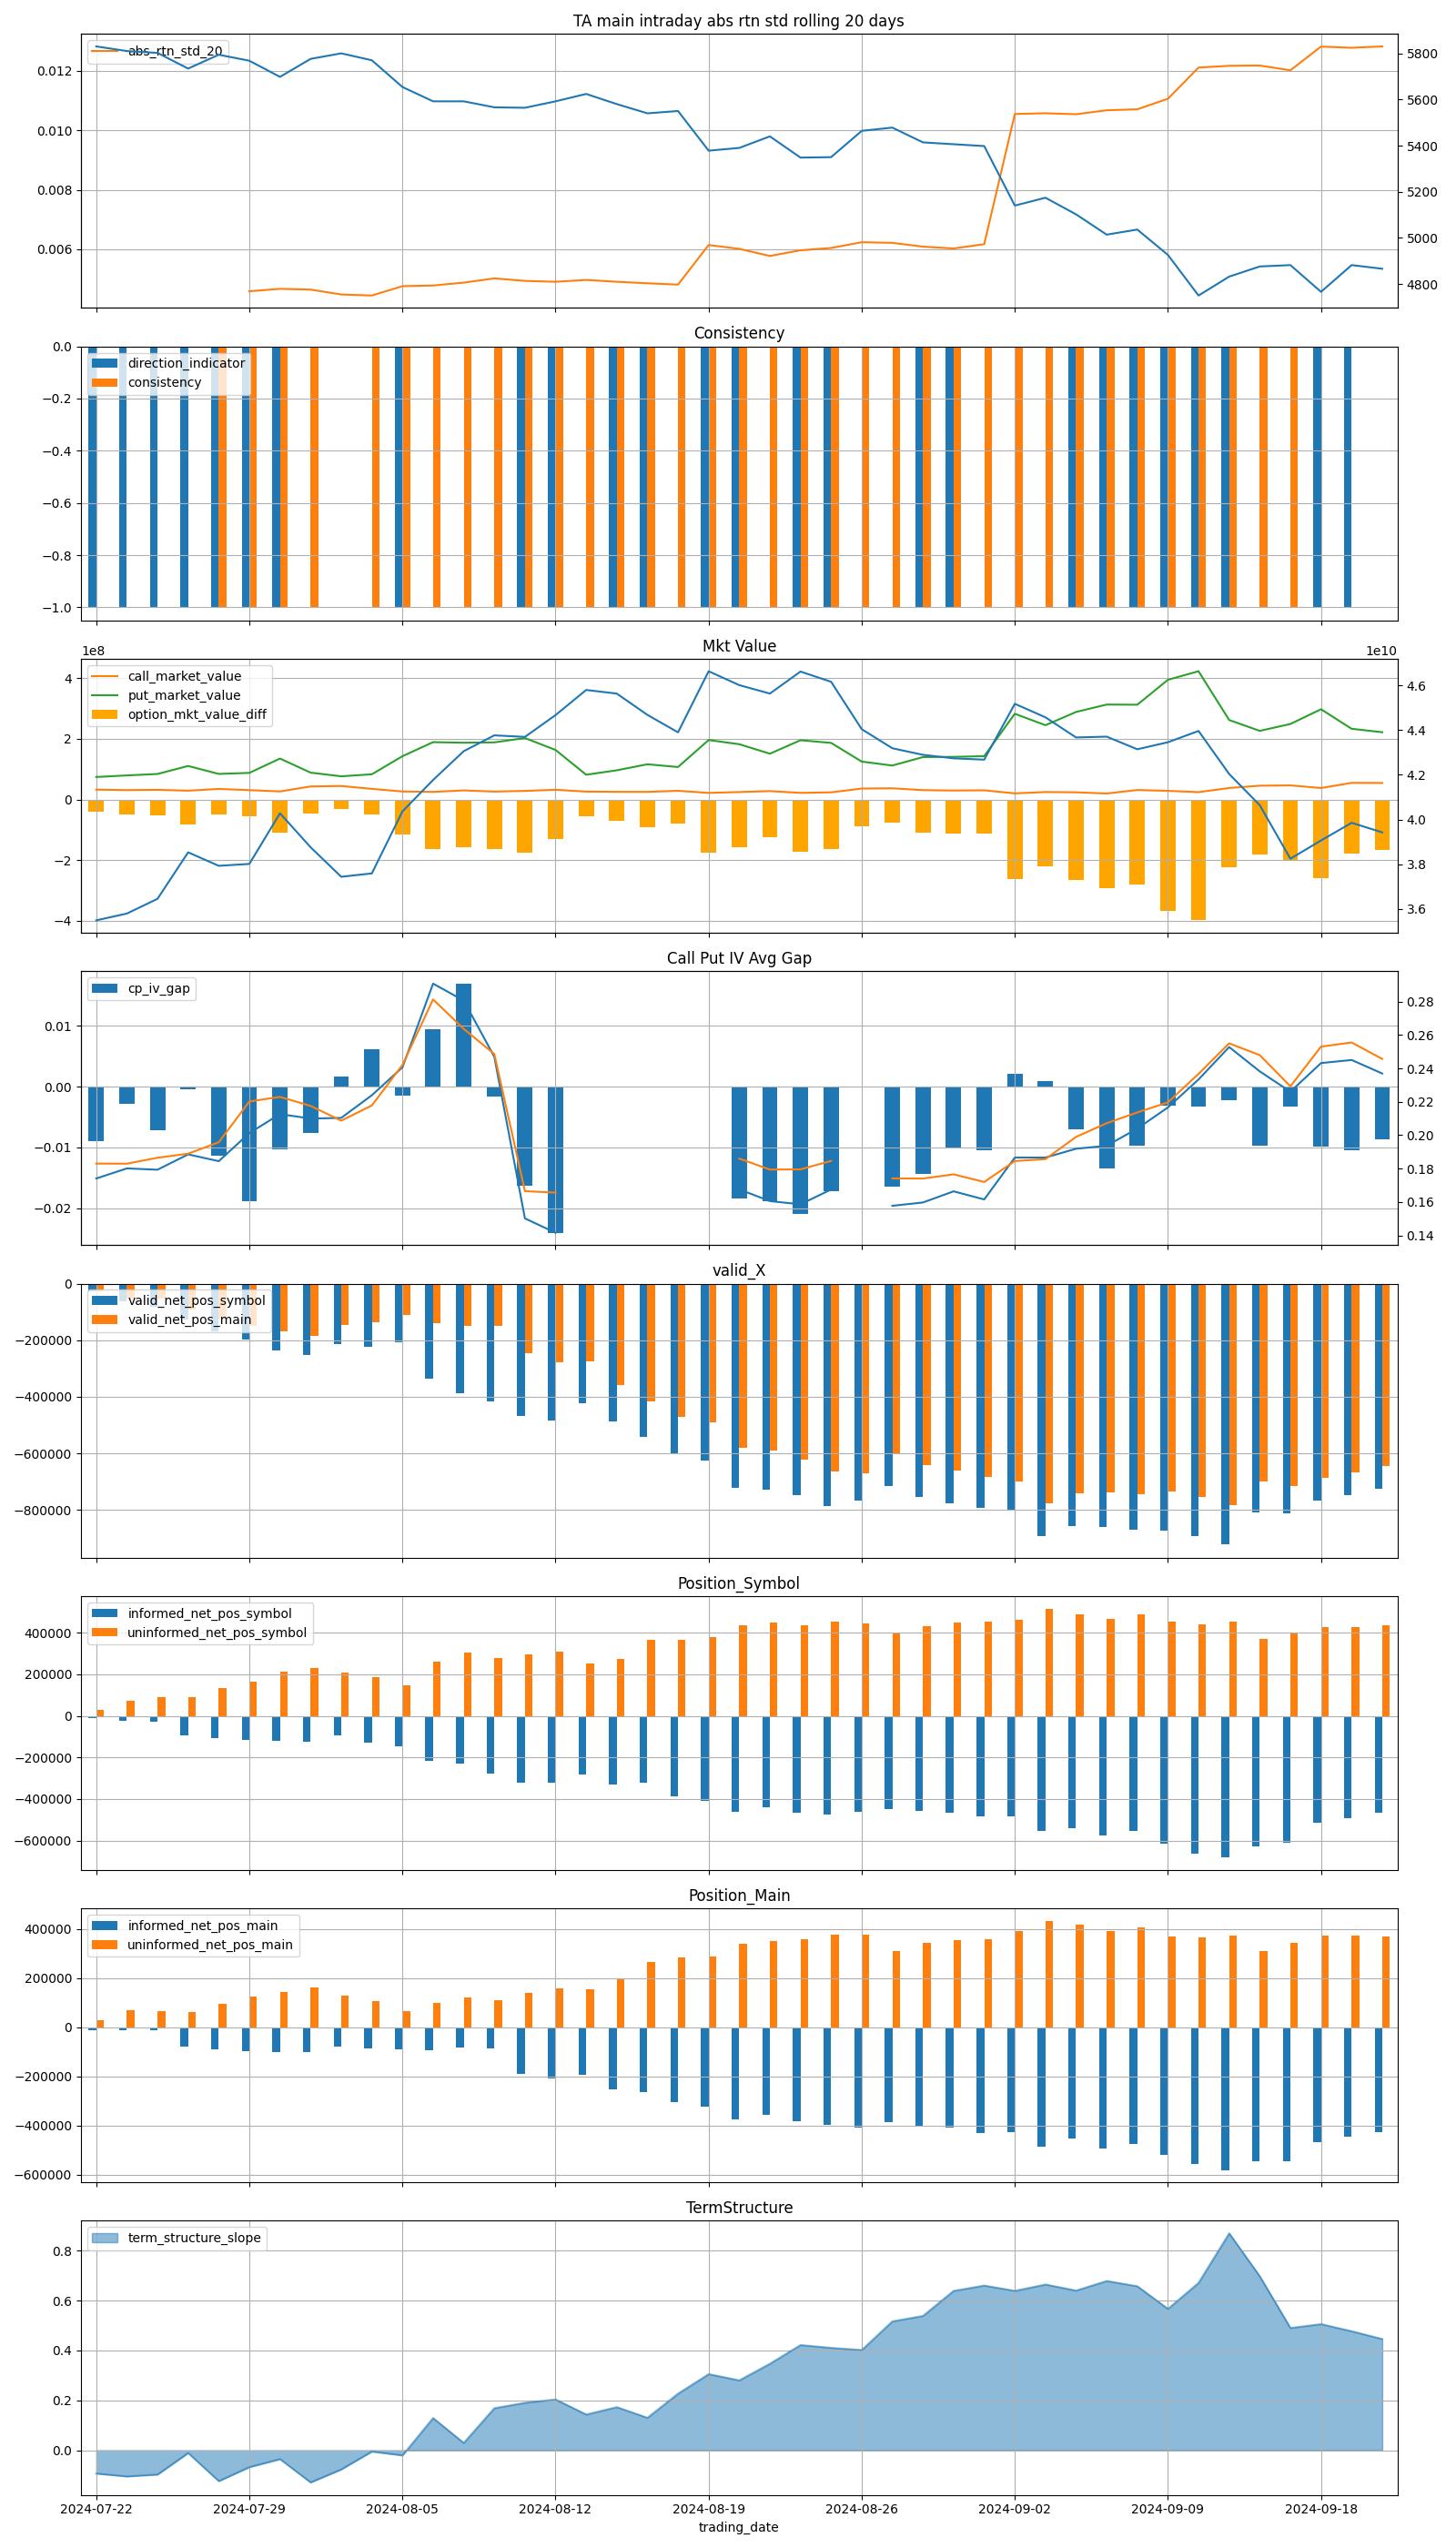 TA main intraday abs rtn std rolling 20 days
abs_rtn_std_20
0.012
0.010
0.008
0.006
5800
5600
5400
5200
5000
4800
Consistency
direction_indicator
consistency
0.0
−0.2
−0.4
−0.6
−0.8
−1.0
Mkt Value
1e8
1e10
call_market_value
put_market_value
option_mkt_value_diff
4
2
0
−2
−4
4.6
4.4
4.2
4.0
3.8
3.6
Call Put IV Avg Gap
cp_iv_gap
0.01
0.00
−0.01
−0.02
0.28
0.26
0.24
0.22
0.20
0.18
0.16
0.14
valid_X
valid_net_pos_symbol
valid_net_pos_main
0
−200000
−400000
−600000
−800000
Position_Symbol
informed_net_pos_symbol
uninformed_net_pos_symbol
400000
200000
0
−200000
−400000
−600000
Position_Main
informed_net_pos_main
uninformed_net_pos_main
400000
200000
0
−200000
−400000
−600000
TermStructure
term_structure_slope
0.8
0.6
0.4
0.2
0.0
2024-07-22 2024-07-29 2024-08-05 2024-08-12 2024-08-19 2024-08-26 2024-09-02 2024-09-09 2024-09-18
trading_date